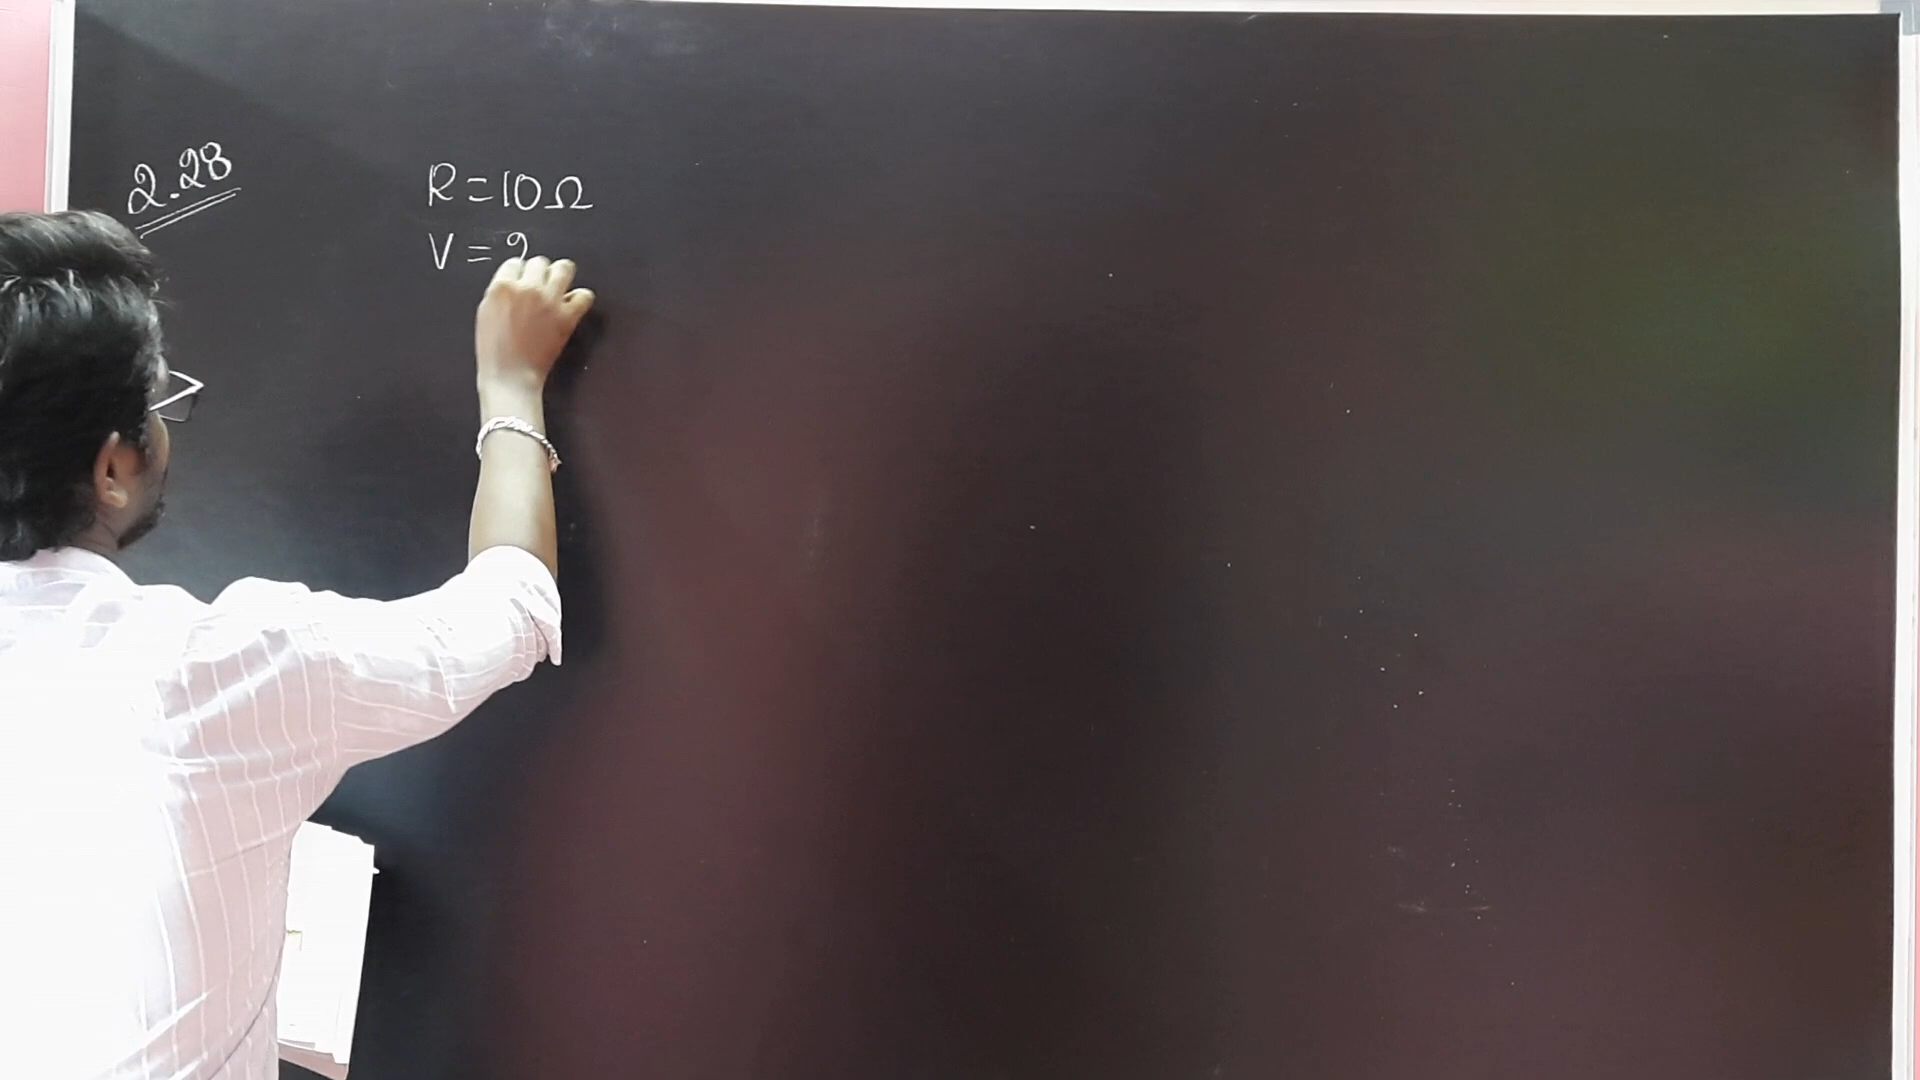 2.28
R = 10 Ω
V =